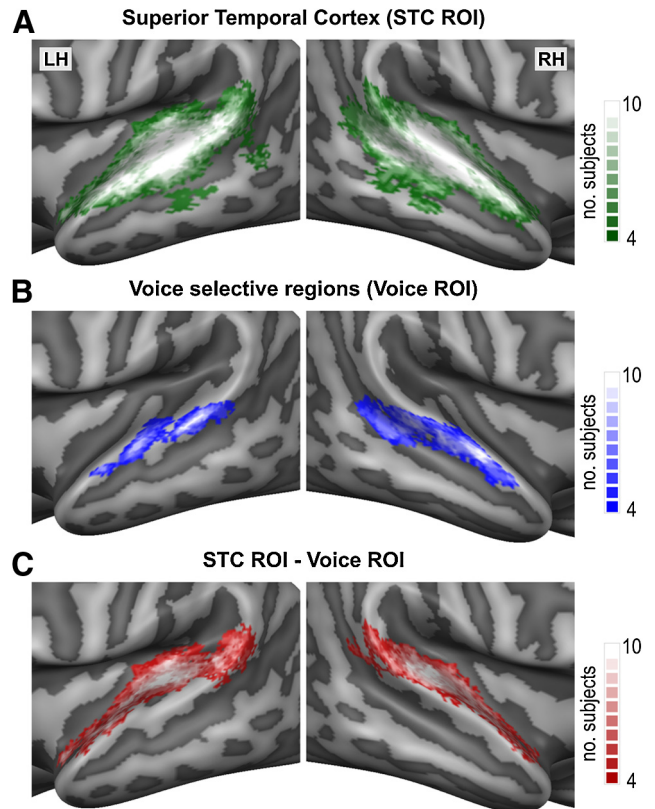 A
Superior Temporal Cortex (STC ROI)
LH
RH
10
no. subjects
4
B
Voice selective regions (Voice ROI)
10
no. subjects
4
C
STC ROI - Voice ROI
10
no. subjects
4